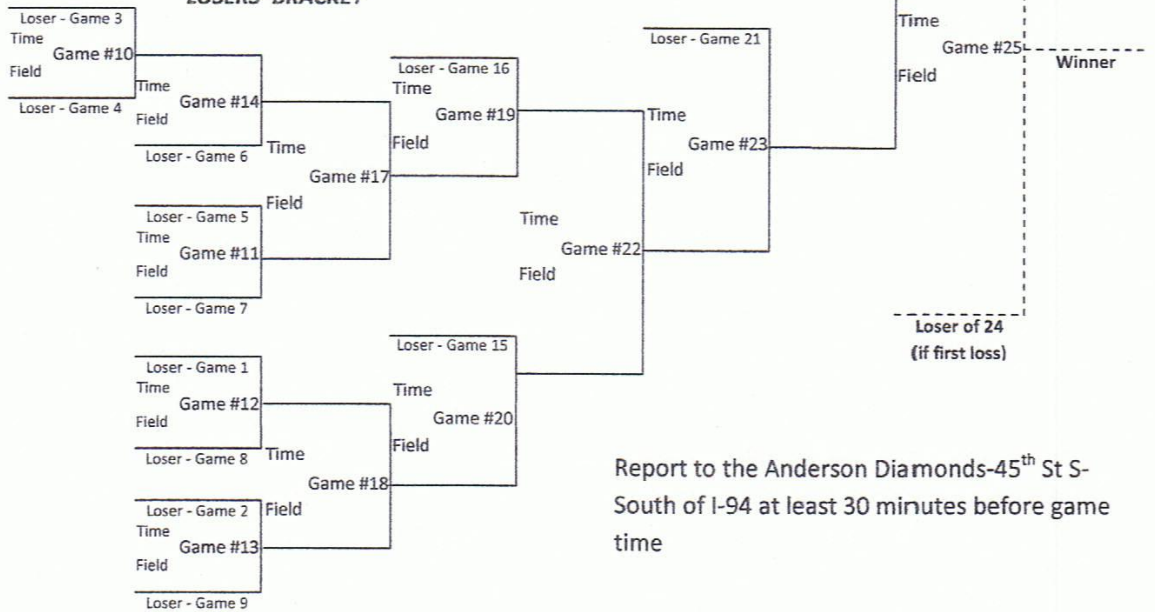 LOSERS' BRACKET
Loser - Game 3
Time
Game #10
Field
Loser - Game 4
Time
Game #14
Field
Loser - Game 6
Time
Game #17
Field
Loser - Game 5
Time
Game #11
Field
Loser - Game 7
Loser - Game 16
Time
Game #19
Field
Loser - Game 1
Time
Game #12
Field
Loser - Game 8
Time
Game #18
Field
Loser - Game 2
Time
Game #13
Field
Loser - Game 9
Loser - Game 15
Time
Game #20
Field
Time
Game #22
Field
Loser - Game 21
Time
Game #23
Field
Time
Game #25
Field
Winner
Loser of 24
(if first loss)
Report to the Anderson Diamonds-45th St S-
South of I-94 at least 30 minutes before game
time